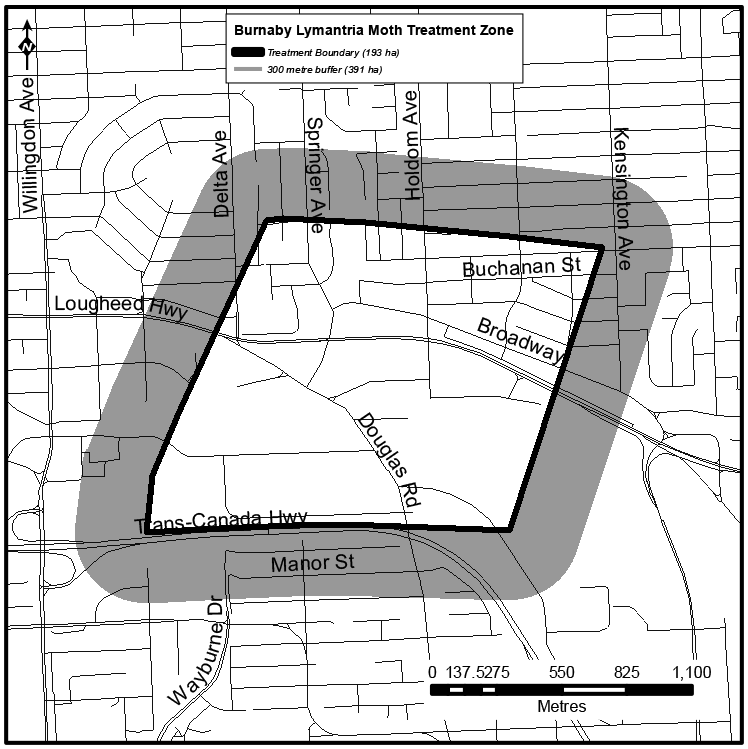 Burnaby Lymantria Moth Treatment Zone
Treatment Boundary (193 ha)
300 metre buffer (391 ha)
N
Willingdon Ave
Delta Ave
Springer Ave
Holdom Ave
Kensington Ave
Buchanan St
Lougheed Hwy
Broadway
Douglas Rd
Trans-Canada Hwy
Manor St
Wayburne Dr
0 137.5 275 550 825 1,100
Metres